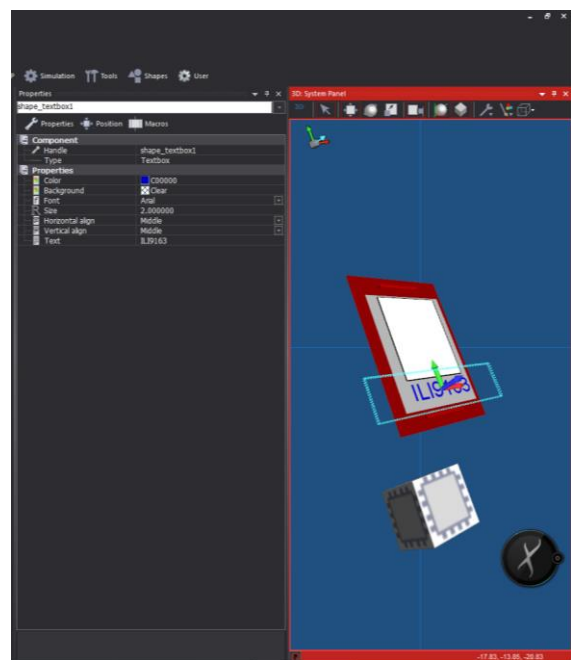 Simulation Tools Shapes User
Properties
shape_textbox1
Properties Position Macros
Component
Handle shape_textbox1
Type Textbox
Properties
Color C00000
Background Clear
Font Arial
Size 2.000000
Horizontal align Middle
Vertical align Middle
Text ILI9163
3D: System Panel
ILI9163
-17.83, -13.86, -20.83